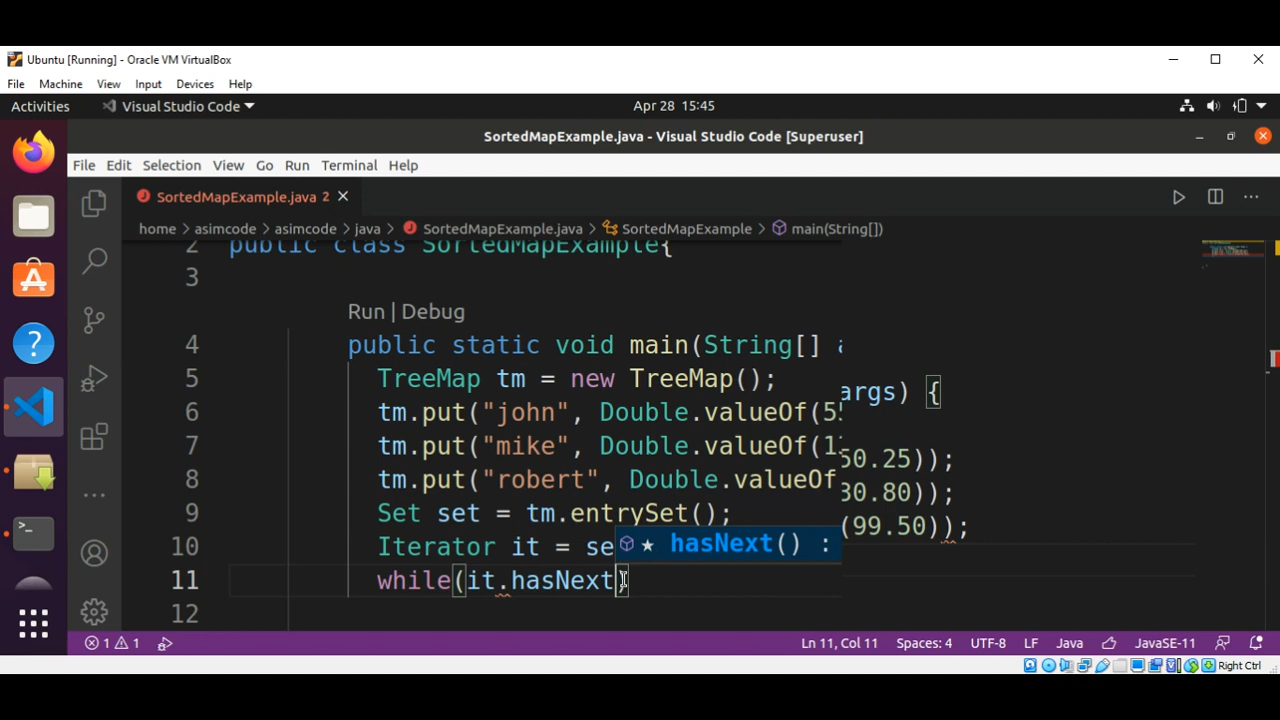 Ubuntu [Running] - Oracle VM VirtualBox
File Machine View Input Devices Help
Activities Visual Studio Code Apr 28 15:45
SortedMapExample.java - Visual Studio Code [Superuser]
File Edit Selection View Go Run Terminal Help
SortedMapExample.java 2
home > asimcode > asimcode > java > SortedMapExample.java > SortedMapExample > main(String[])
2 public class SortedMapExample{
3
Run | Debug
4 public static void main(String[] a
args) {
5 TreeMap tm = new TreeMap();
6 tm.put("john", Double.valueOf(55
50.25));
7 tm.put("mike", Double.valueOf(13
30.80));
8 tm.put("robert", Double.valueOf
(99.50));
9 Set set = tm.entrySet();
10 Iterator it = se
hasNext() :
11 while(it.hasNext)
12
1 1 Ln 11, Col 11 Spaces: 4 UTF-8 LF Java JavaSE-11
Right Ctrl